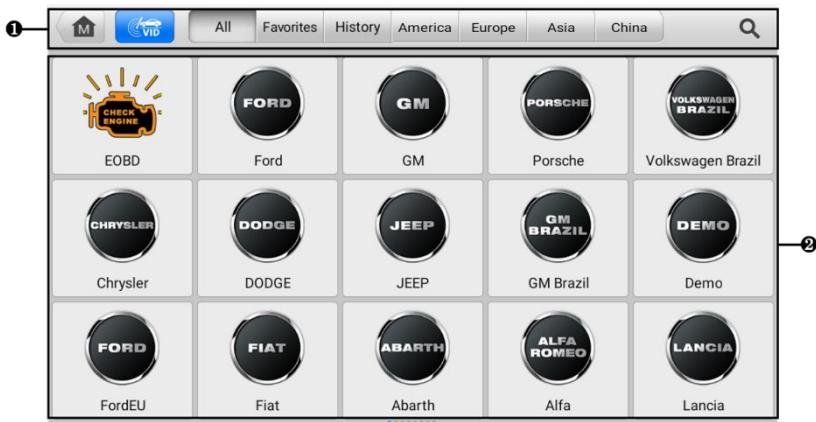 ❶
M
VID
All Favorites History America Europe Asia China
CHECK
ENGINE
EOBD
FORD
Ford
GM
GM
PORSCHE
Porsche
VOLKSWAGEN
BRAZIL
Volkswagen Brazil
CHRYSLER
Chrysler
DODGE
DODGE
JEEP
JEEP
GM
BRAZIL
GM Brazil
DEMO
Demo
❷
FORD
FordEU
FIAT
Fiat
ABARTH
Abarth
ALFA
ROMEO
Alfa
LANCIA
Lancia